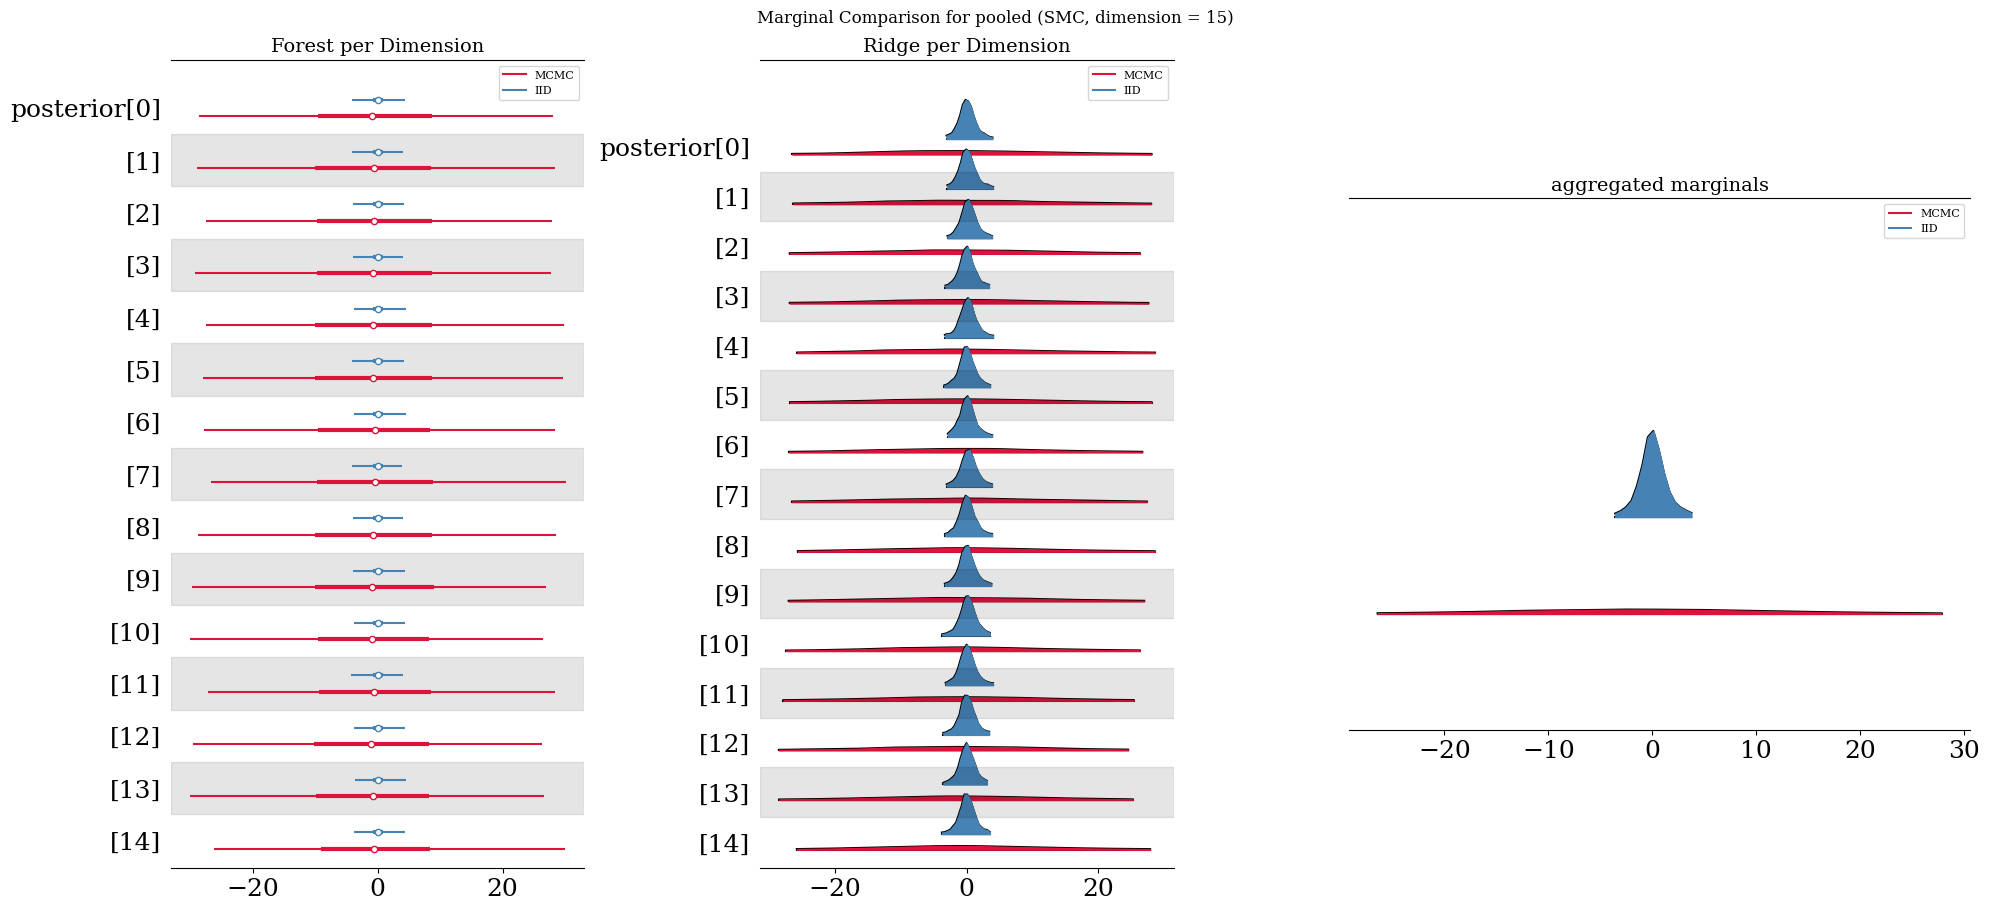 Marginal Comparison for pooled (SMC, dimension = 15)
Forest per Dimension
MCMC
IID
posterior[0]
[1]
[2]
[3]
[4]
[5]
[6]
[7]
[8]
[9]
[10]
[11]
[12]
[13]
[14]
−20 0 20
Ridge per Dimension
MCMC
IID
posterior[0]
[1]
[2]
[3]
[4]
[5]
[6]
[7]
[8]
[9]
[10]
[11]
[12]
[13]
[14]
−20 0 20
aggregated marginals
MCMC
IID
−20 −10 0 10 20 30